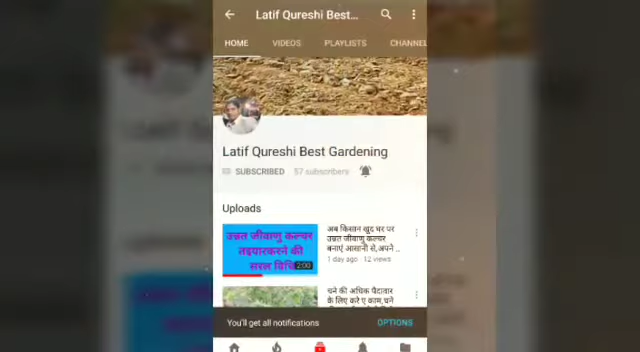 Latif Qureshi Best...
HOME VIDEOS PLAYLISTS CHANNEL
Latif Qureshi Best Gardening
SUBSCRIBED 57 subscribers
Uploads
उन्नत जीवाणु कल्चर
तइयारकरने की
सरल विधि
2:00
अब किसान खुद घर पर
उन्नत जीवाणु कल्चर
बनाएं आसानी से,अपने ...
1 day ago · 12 views
चने की अधिक पैदावार
के लिए करे ए काम,चने
You'll get all notifications OPTIONS